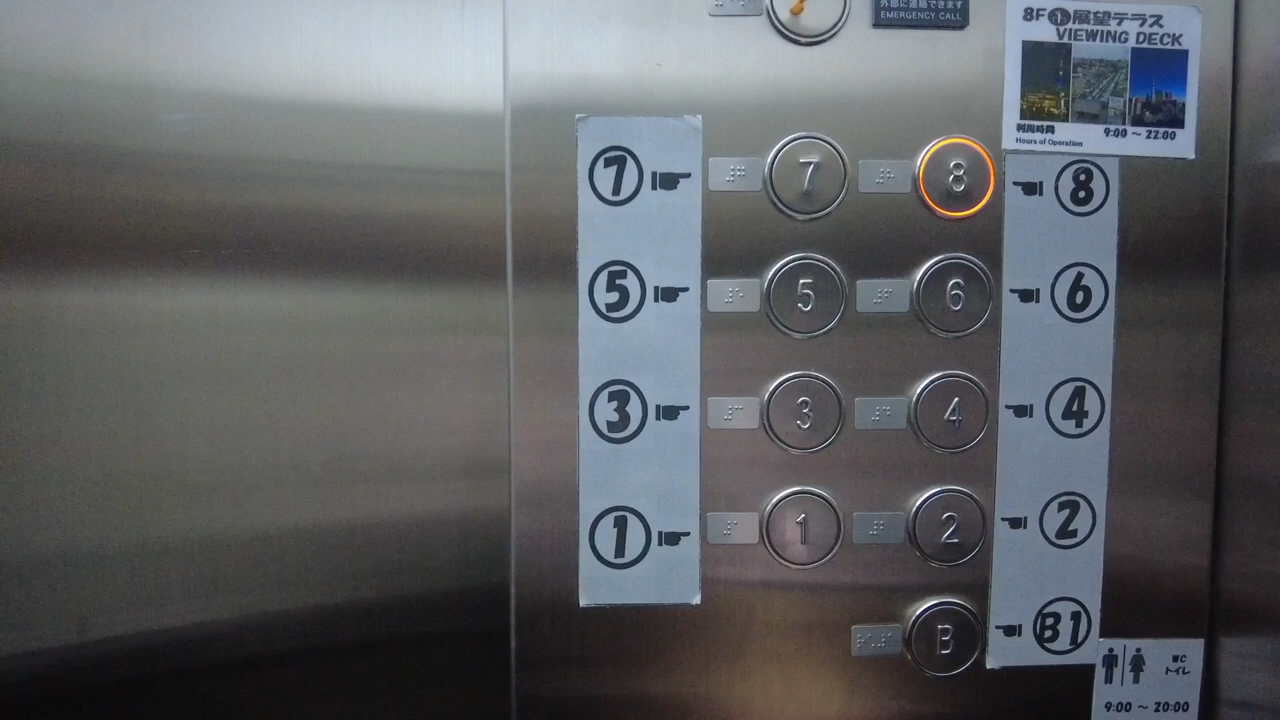 外部に連絡できます
EMERGENCY CALL
8F 展望テラス
VIEWING DECK
利用時間
9:00 ～ 22:00
Hours of Operation
7 7 8 8
5 5 6 6
3 3 4 4
1 1 2 2
B B1
WC
トイレ
9:00 ～ 20:00